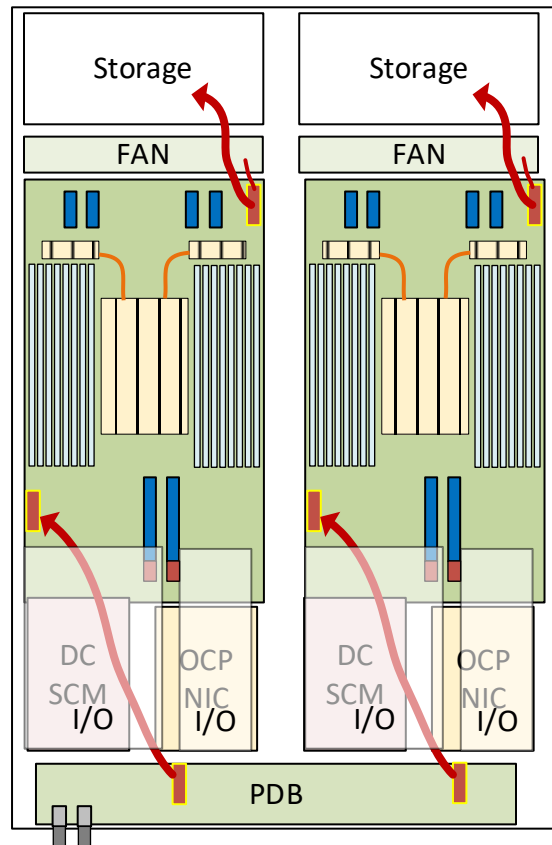 Storage
Storage
FAN
FAN
DC
SCM
I/O
OCP
NIC
I/O
DC
SCM
I/O
OCP
NIC
I/O
PDB